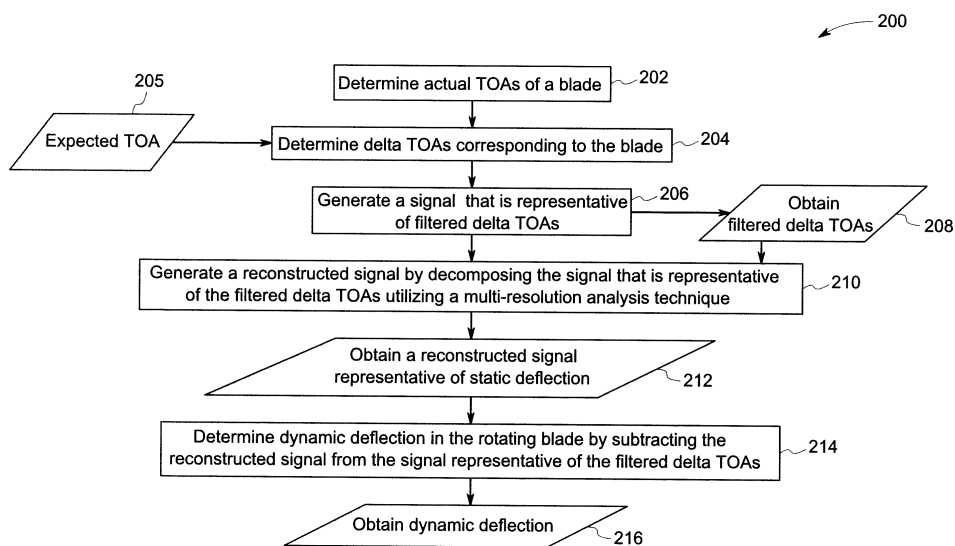 200
205
Determine actual TOAs of a blade
202
Expected TOA
Determine delta TOAs corresponding to the blade
204
Generate a signal that is representative
of filtered delta TOAs
206
Obtain
filtered delta TOAs
208
Generate a reconstructed signal by decomposing the signal that is representative
of the filtered delta TOAs utilizing a multi-resolution analysis technique
210
Obtain a reconstructed signal
representative of static deflection
212
Determine dynamic deflection in the rotating blade by subtracting the
reconstructed signal from the signal representative of the filtered delta TOAs
214
Obtain dynamic deflection
216